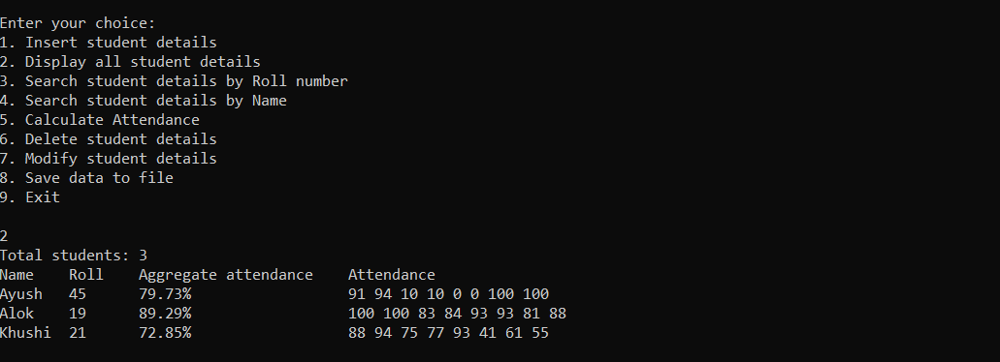 Enter your choice:
1. Insert student details
2. Display all student details
3. Search student details by Roll number
4. Search student details by Name
5. Calculate Attendance
6. Delete student details
7. Modify student details
8. Save data to file
9. Exit
2
Total students: 3
Name Roll Aggregate attendance Attendance
Ayush 45 79.73% 91 94 10 10 0 0 100 100
Alok 19 89.29% 100 100 83 84 93 93 81 88
Khushi 21 72.85% 88 94 75 77 93 41 61 55